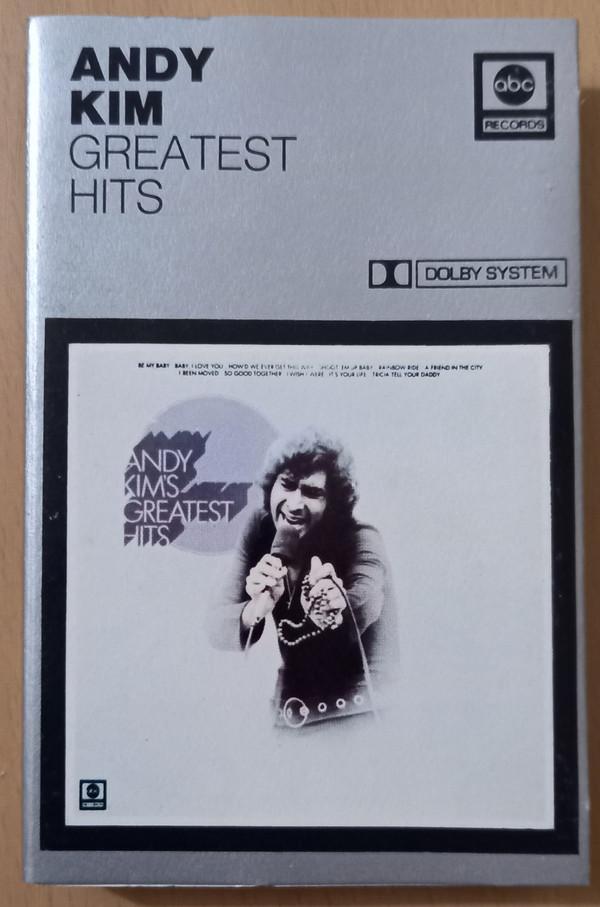 ANDY
KIM
GREATEST
HITS
abc
RECORDS
DOLBY SYSTEM
BE MY BABY BABY, I LOVE YOU HOW'D WE EVER GET THIS WAY SHOOT 'EM UP BABY RAINBOW RIDE A FRIEND IN THE CITY
I BEEN MOVED SO GOOD TOGETHER I WISH I WERE IT'S YOUR LIFE TRICIA TELL YOUR DADDY
ANDY
KIM'S
GREATEST
HITS